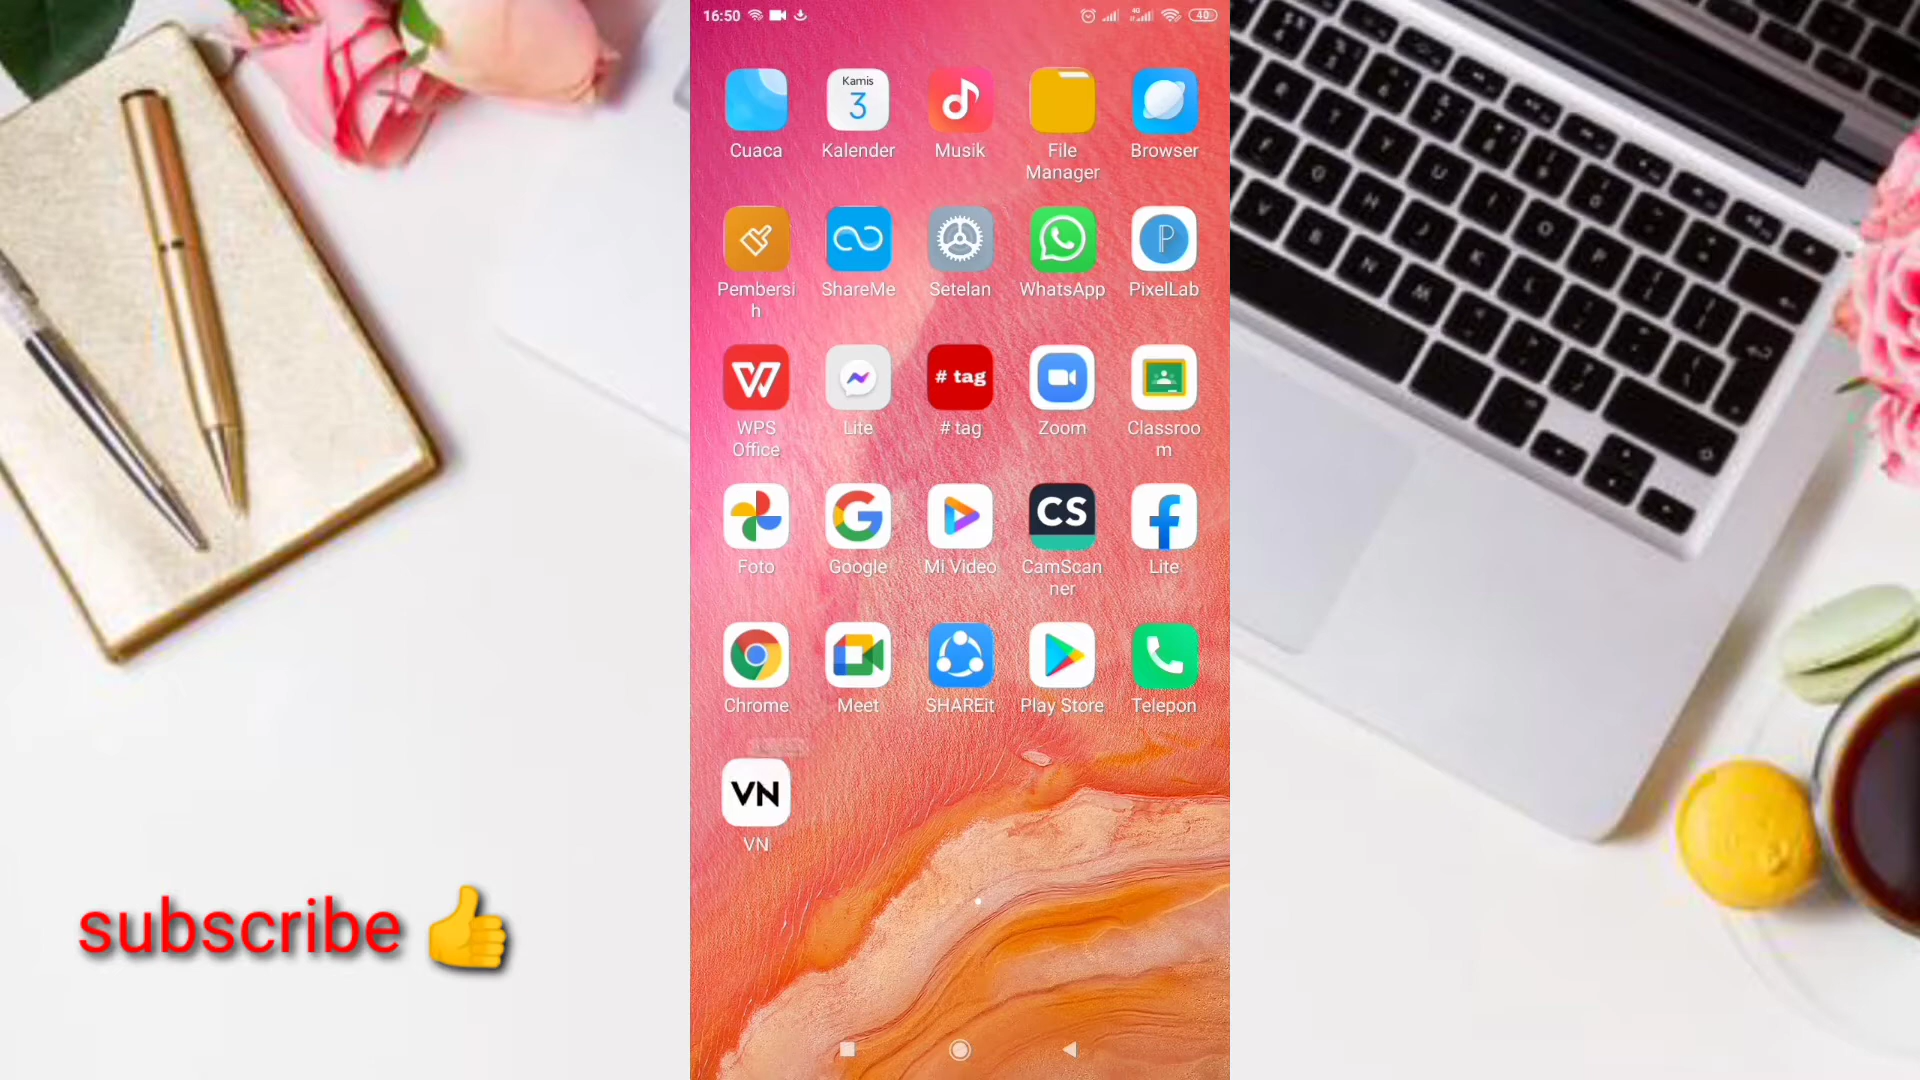 16:50
40
Kamis
3
Cuaca
Kalender
Musik
File
Manager
Browser
Pembersi
h
ShareMe
Setelan
WhatsApp
P
PixelLab
WPS
Office
Lite
# tag
# tag
Zoom
Classroo
m
Foto
Google
Mi Video
CS
CamScan
ner
Lite
Chrome
Meet
SHAREit
Play Store
Telepon
VN
VN
subscribe 👍